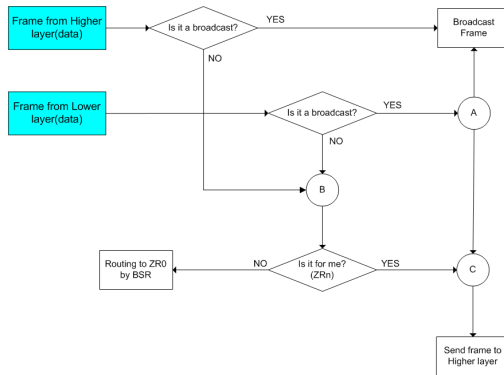 Frame from Higher
layer(data)
Is it a broadcast?
YES
Broadcast
Frame
NO
Frame from Lower
layer(data)
Is it a broadcast?
YES
A
NO
B
Routing to ZR0
by BSR
NO
Is it for me?
(ZRn)
YES
C
Send frame to
Higher layer